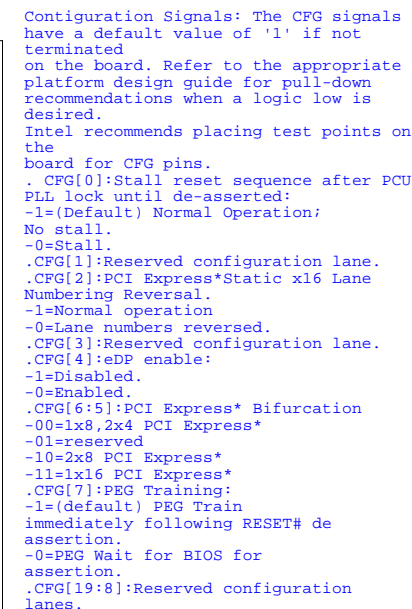 Contiguration Signals: The CFG signals
have a default value of '1' if not
terminated
on the board. Refer to the appropriate
platform design guide for pull-down
recommendations when a logic low is
desired.
Intel recommends placing test points on
the
board for CFG pins.
. CFG[0]:Stall reset sequence after PCU
PLL lock until de-asserted:
-1=(Default) Normal Operation;
No stall.
-0=Stall.
.CFG[1]:Reserved configuration lane.
.CFG[2]:PCI Express*Static x16 Lane
Numbering Reversal.
-1=Normal operation
-0=Lane numbers reversed.
.CFG[3]:Reserved configuration lane.
.CFG[4]:eDP enable:
-1=Disabled.
-0=Enabled.
.CFG[6:5]:PCI Express* Bifurcation
-00=1x8,2x4 PCI Express*
-01=reserved
-10=2x8 PCI Express*
-11=1x16 PCI Express*
.CFG[7]:PEG Training:
-1=(default) PEG Train
immediately following RESET# de
assertion.
-0=PEG Wait for BIOS for
assertion.
.CFG[19:8]:Reserved configuration
lanes.